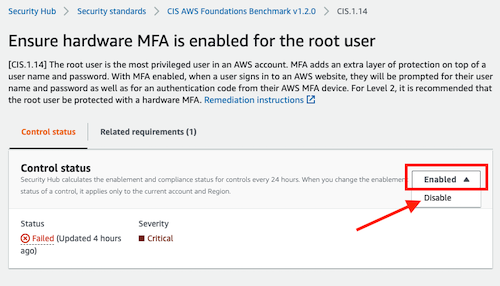 Security Hub > Security standards > CIS AWS Foundations Benchmark v1.2.0 > CIS.1.14
Ensure hardware MFA is enabled for the root user
[CIS.1.14] The root user is the most privileged user in an AWS account. MFA adds an extra layer of protection on top of a
user name and password. With MFA enabled, when a user signs in to an AWS website, they will be prompted for their user
name and password as well as for an authentication code from their AWS MFA device. For Level 2, it is recommended that
the root user be protected with a hardware MFA. Remediation instructions
Control status
Related requirements (1)
Control status
Security Hub calculates the enablement and compliance status for controls every 24 hours. When you change the enablemen
status of a control, it applies only to the current account and Region.
Enabled
Disable
Status
Severity
Failed (Updated 4 hours
ago)
Critical